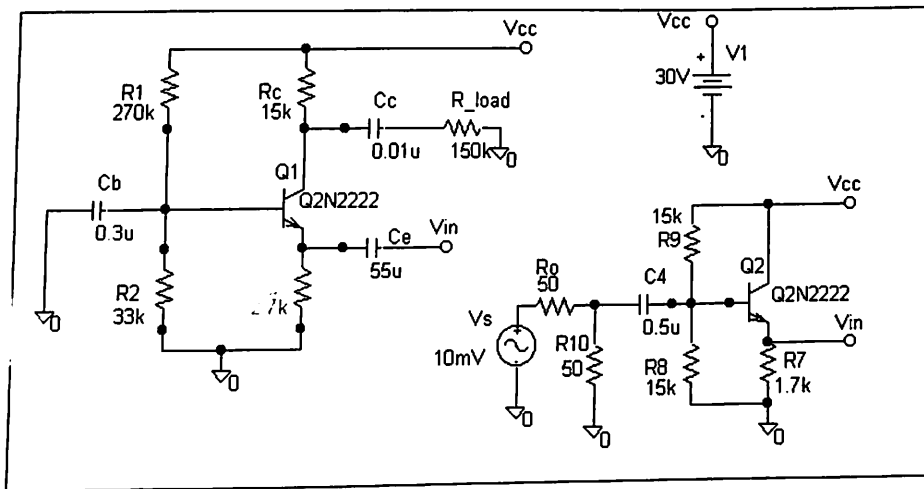 Vcc
R1
270k
Rc
15k
Cc
0.01u
R_load
150k
0
Q1
Q2N2222
Cb
0.3u
0
R2
33k
0
Ce
55u
Vin
Vcc
+
V1
30V
-
0
Vcc
15k
R9
Q2
Q2N2222
Ro
50
C4
0.5u
Vs
+
10mV
R10
50
R8
15k
Vin
R7
1.7k
0
0
0